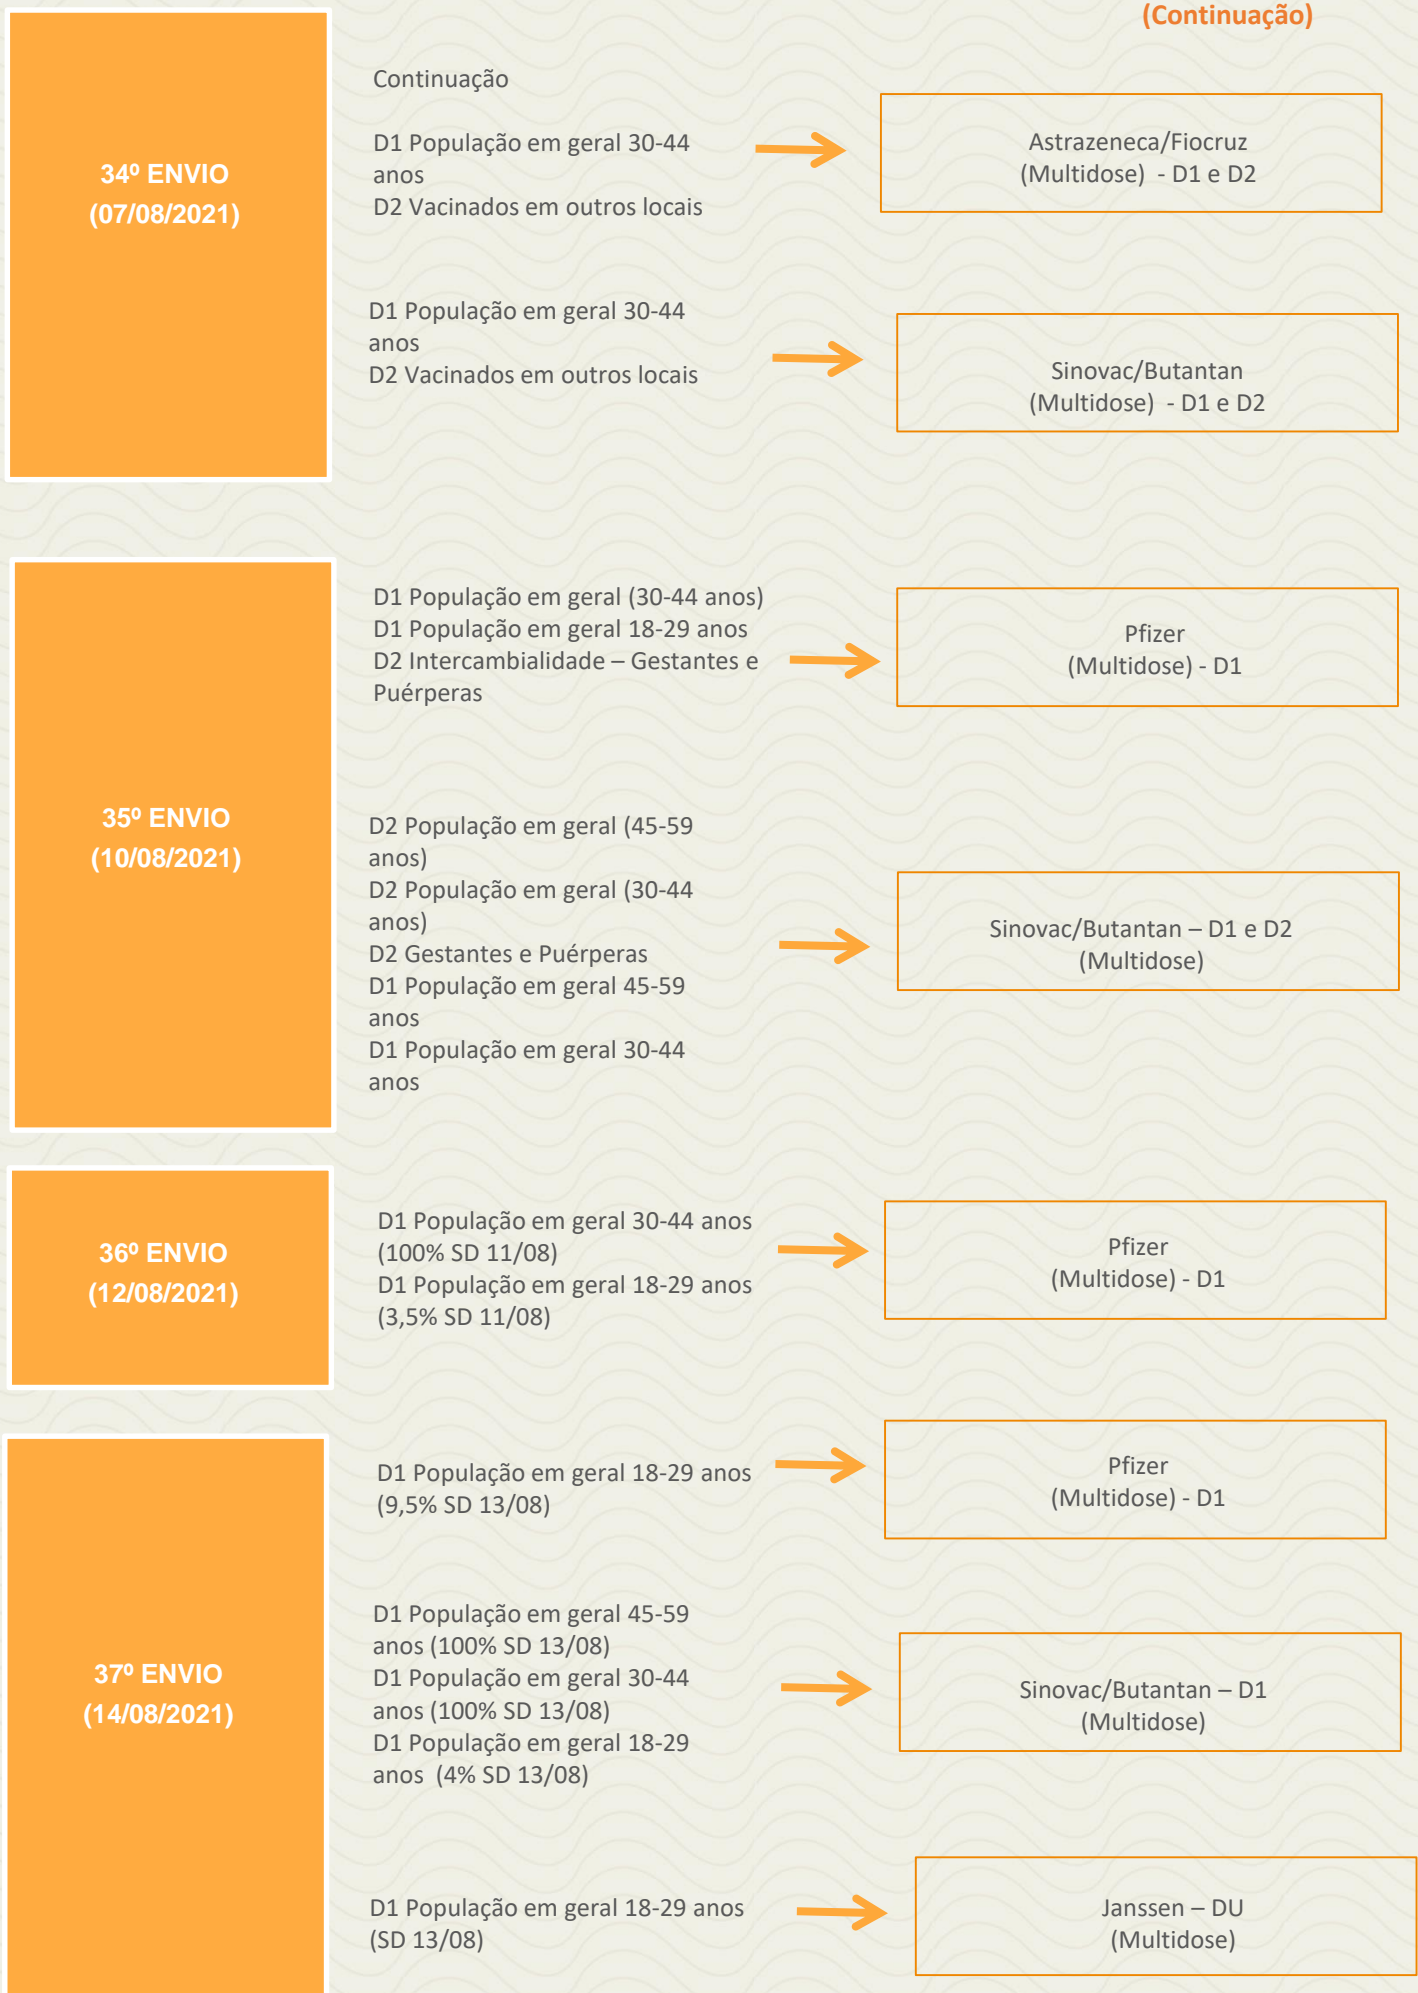 (Continuação)
34º ENVIO
(07/08/2021)
Continuação
D1 População em geral 30-44
anos
D2 Vacinados em outros locais
Astrazeneca/Fiocruz
(Multidose)  - D1 e D2
D1 População em geral 30-44
anos
D2 Vacinados em outros locais
Sinovac/Butantan
(Multidose)  - D1 e D2
35º ENVIO
(10/08/2021)
D1 População em geral (30-44 anos)
D1 População em geral 18-29 anos
D2 Intercambialidade – Gestantes e
Puérperas
Pfizer
(Multidose) - D1
D2 População em geral (45-59
anos)
D2 População em geral (30-44
anos)
D2 Gestantes e Puérperas
D1 População em geral 45-59
anos
D1 População em geral 30-44
anos
Sinovac/Butantan – D1 e D2
(Multidose)
36º ENVIO
(12/08/2021)
D1 População em geral 30-44 anos
(100% SD 11/08)
D1 População em geral 18-29 anos
(3,5% SD 11/08)
Pfizer
(Multidose) - D1
37º ENVIO
(14/08/2021)
D1 População em geral 18-29 anos
(9,5% SD 13/08)
Pfizer
(Multidose) - D1
D1 População em geral 45-59
anos (100% SD 13/08)
D1 População em geral 30-44
anos (100% SD 13/08)
D1 População em geral 18-29
anos  (4% SD 13/08)
Sinovac/Butantan – D1
(Multidose)
D1 População em geral 18-29 anos
(SD 13/08)
Janssen – DU
(Multidose)